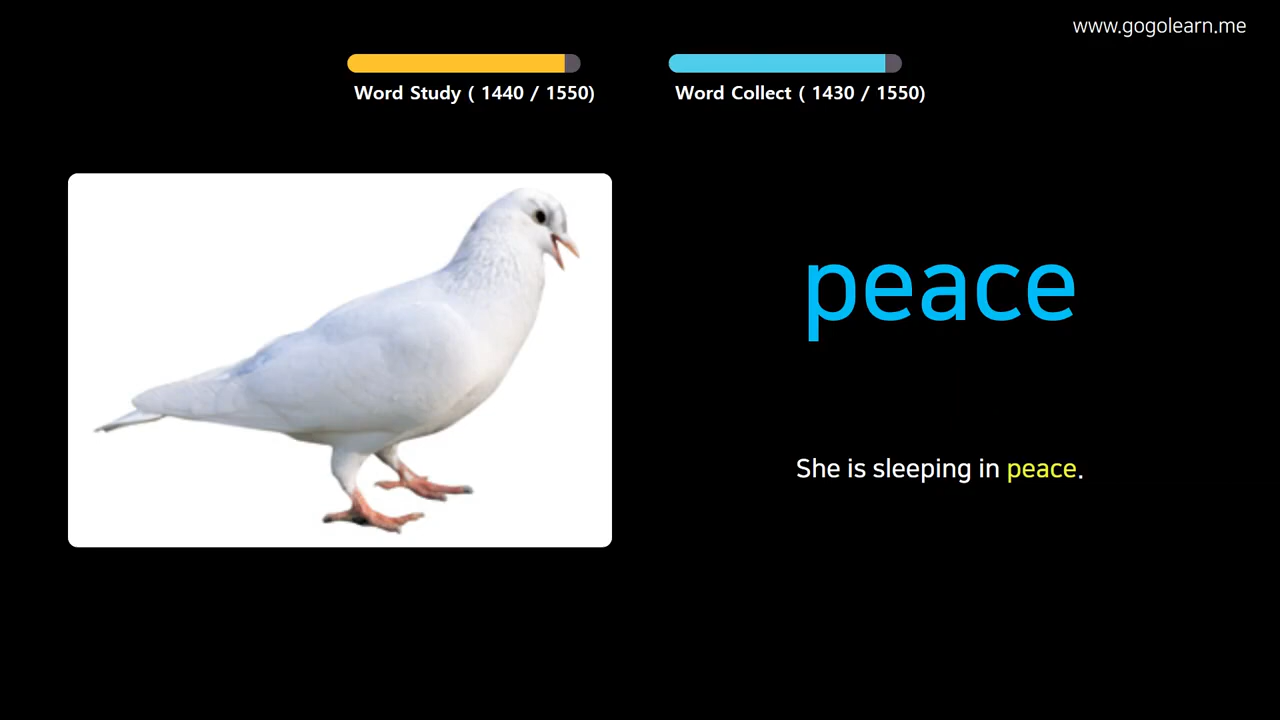 www.gogolearn.me
Word Study ( 1440 / 1550)
Word Collect ( 1430 / 1550)
peace
She is sleeping in peace.